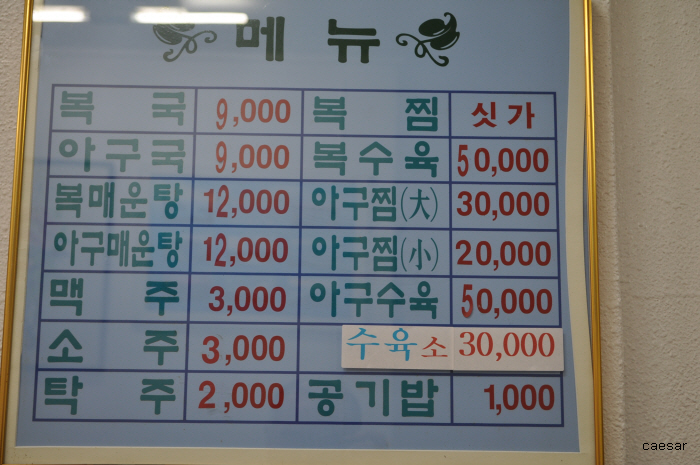 메 뉴
복 국 9,000 복 찜 싯가
아구국 9,000 복수육 50,000
복매운탕 12,000 아구찜(大) 30,000
아구매운탕 12,000 아구찜(小) 20,000
맥 주 3,000 아구수육 50,000
소 주 3,000 수육소 30,000
탁 주 2,000 공기밥 1,000
caesar